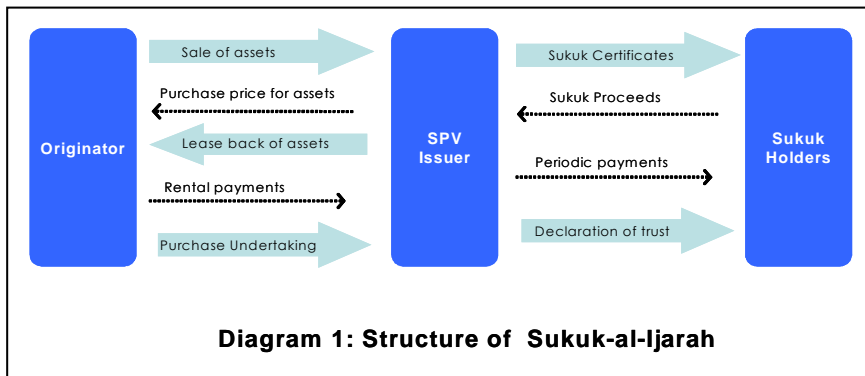 Sale of assets
Purchase price for assets
Originator
Lease back of assets
Rental payments
Purchase Undertaking
SPV
Issuer
Sukuk Certificates
Sukuk Proceeds
Periodic payments
Declaration of trust
Sukuk
Holders
Diagram 1: Structure of Sukuk-al-Ijarah